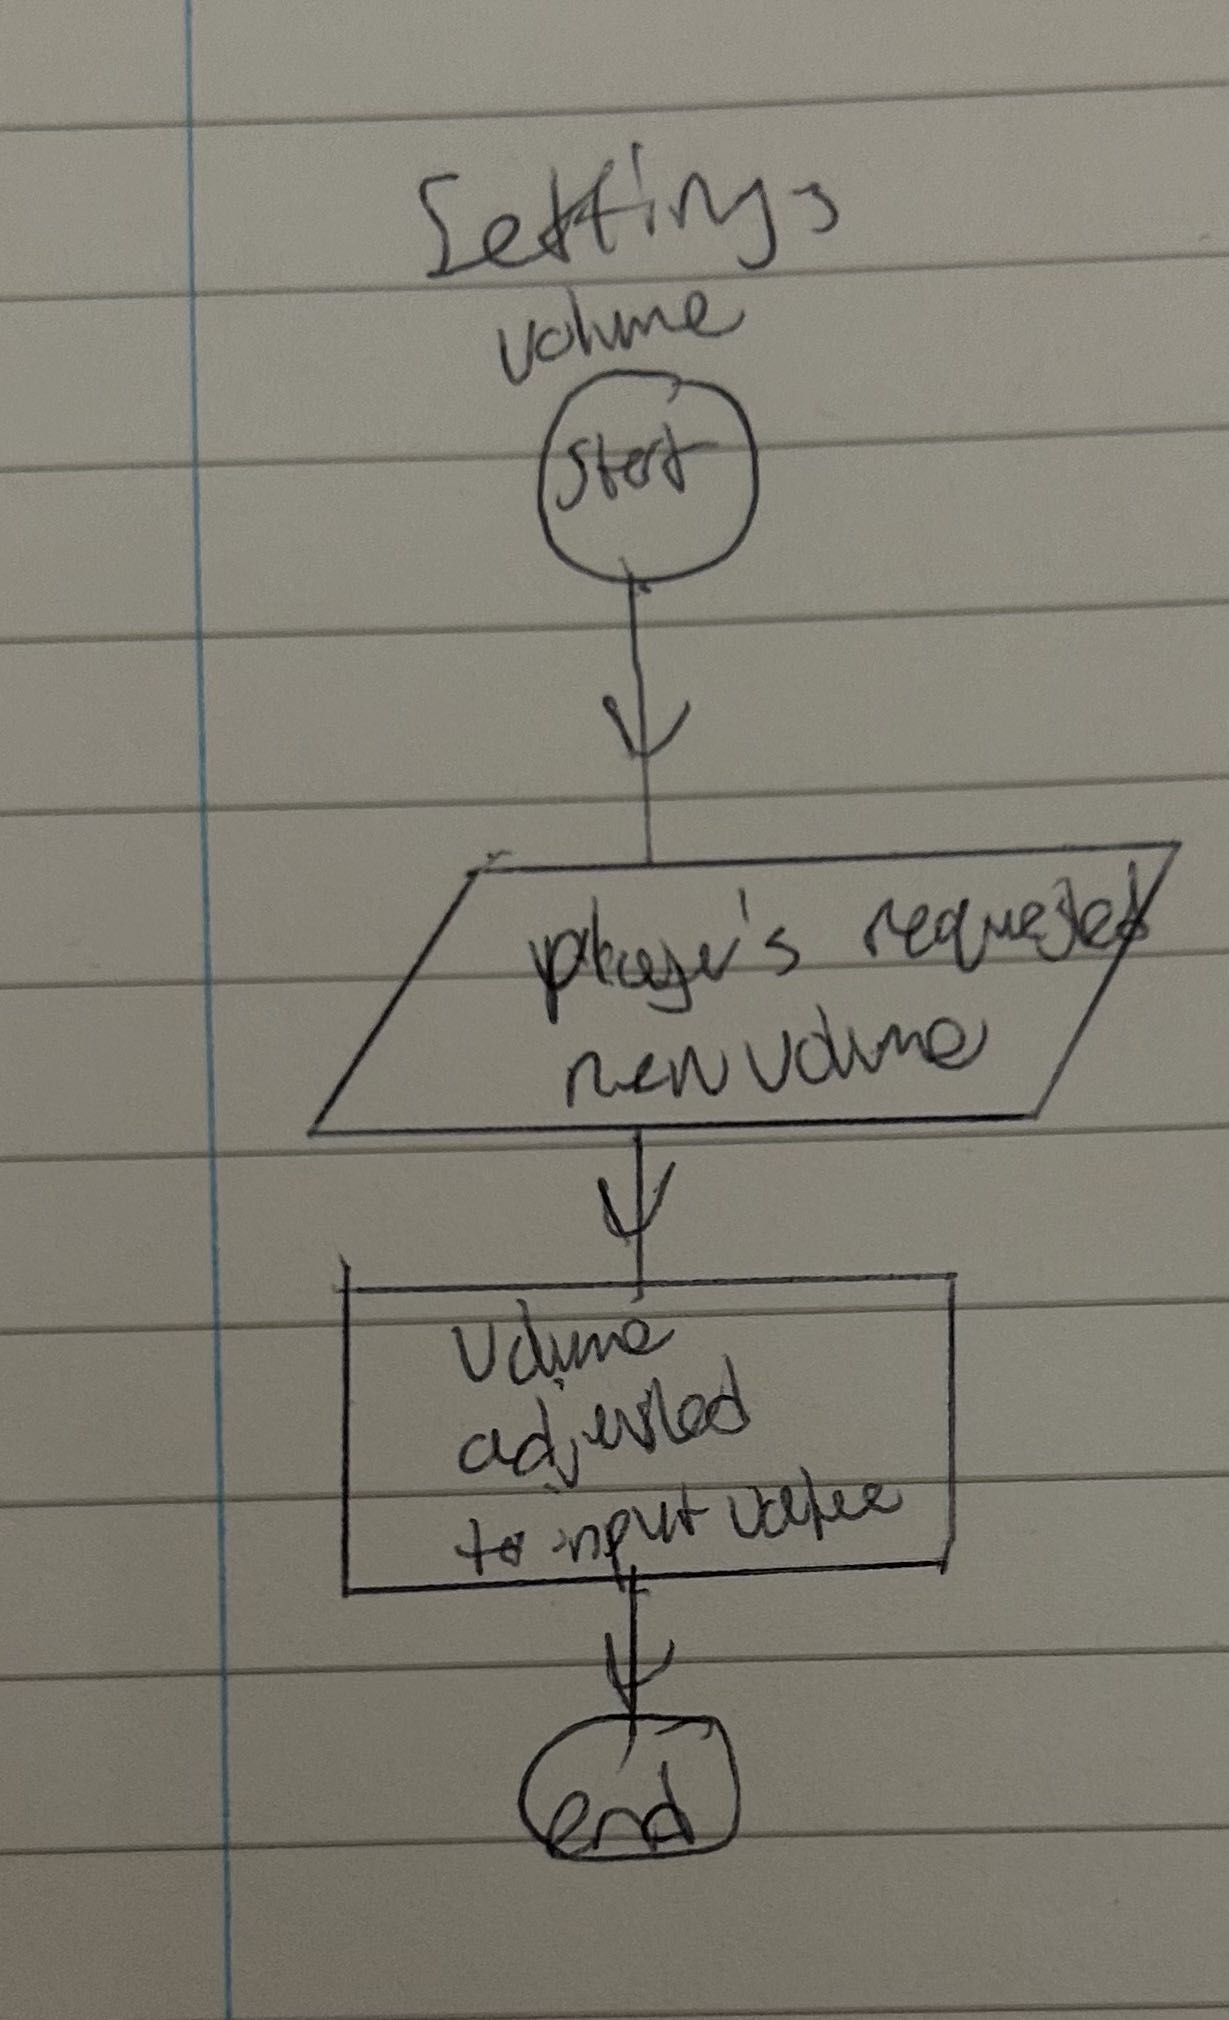 Settings
volume
start
player's requested
new volume
Volume
adjusted
to input value
end